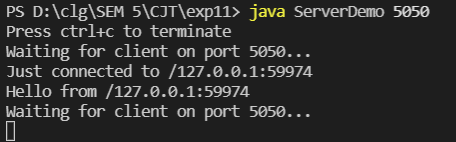 PS D:\clg\SEM 5\CJT\exp11> java ServerDemo 5050
Press ctrl+c to terminate
Waiting for client on port 5050...
Just connected to /127.0.0.1:59974
Hello from /127.0.0.1:59974
Waiting for client on port 5050...